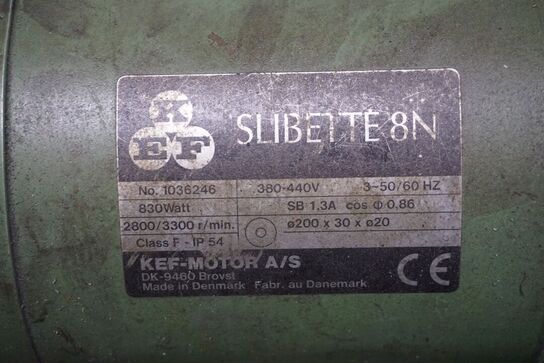 K
E F
SLIBETTE 8N
No. 1036246 380-440V 3~50/60 HZ
830Watt SB 1,3A cos Φ 0,86
2800/3300 r/min. ø200 x 30 x ø20
Class F - IP 54
KEF-MOTOR A/S
DK-9460 Brovst
Made in Denmark Fabr. au Danemark
CE